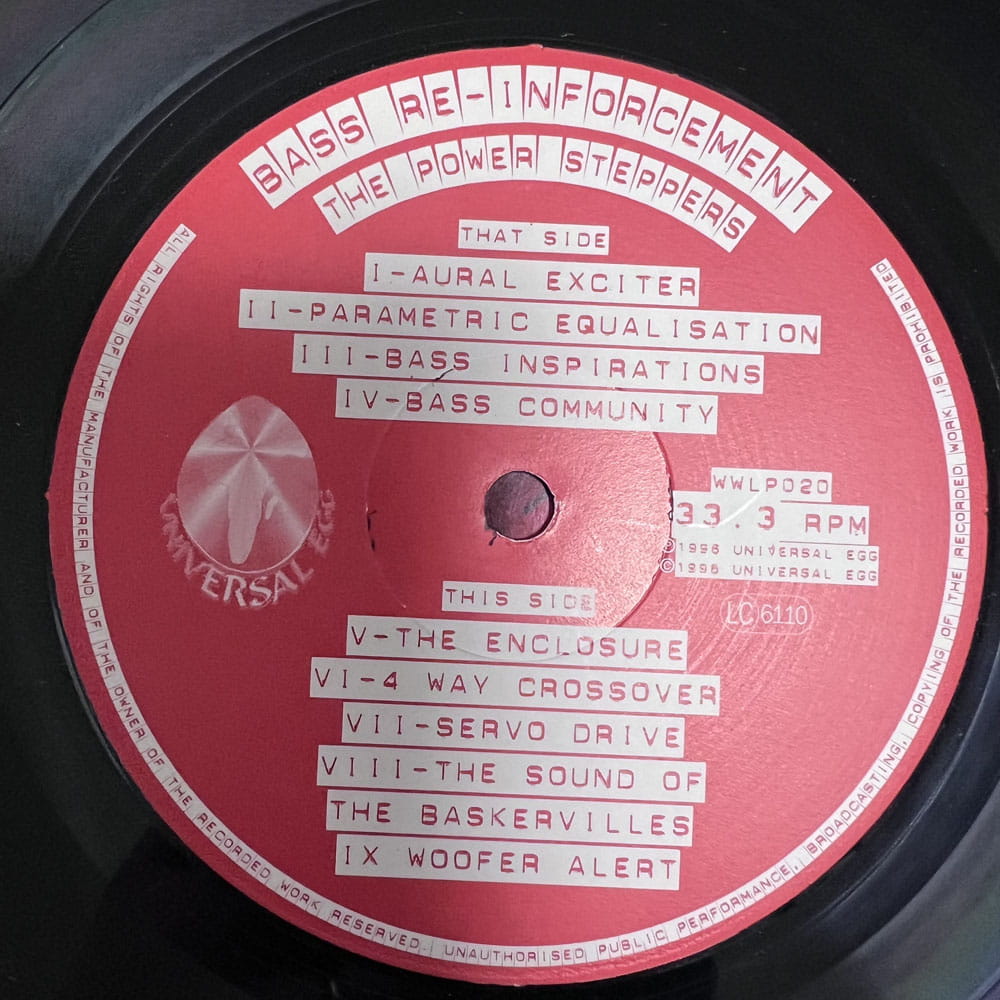 BASS RE-INFORCEMENT
THE POWER STEPPERS
THAT SIDE
I-AURAL EXCITER
II-PARAMETRIC EQUALISATION
III-BASS INSPIRATIONS
IV-BASS COMMUNITY
UNIVERSAL EGG
WWLP020
33.3 RPM
℗1996 UNIVERSAL EGG
©1996 UNIVERSAL EGG
LC 6110
THIS SIDE
V-THE ENCLOSURE
VI-4 WAY CROSSOVER
VII-SERVO DRIVE
VIII-THE SOUND OF
THE BASKERVILLES
IX WOOFER ALERT
ALL RIGHTS OF THE MANUFACTURER AND OF THE OWNER OF THE RECORDED WORK RESERVED. UNAUTHORISED PUBLIC PERFORMANCE, BROADCASTING, COPYING OF THE RECORDED WORK IS PROHIBITED